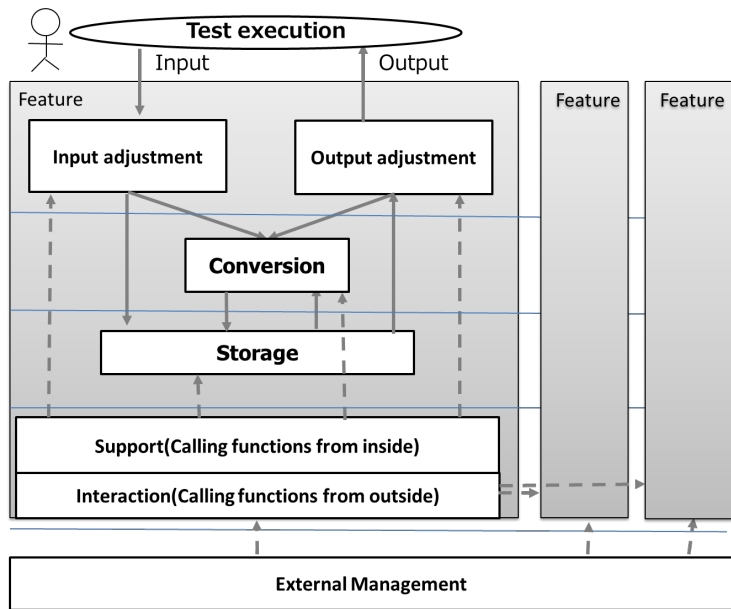 Test execution
Input
Output
Feature
Feature
Feature
Input adjustment
Output adjustment
Conversion
Storage
Support(Calling functions from inside)
Interaction(Calling functions from outside)
External Management